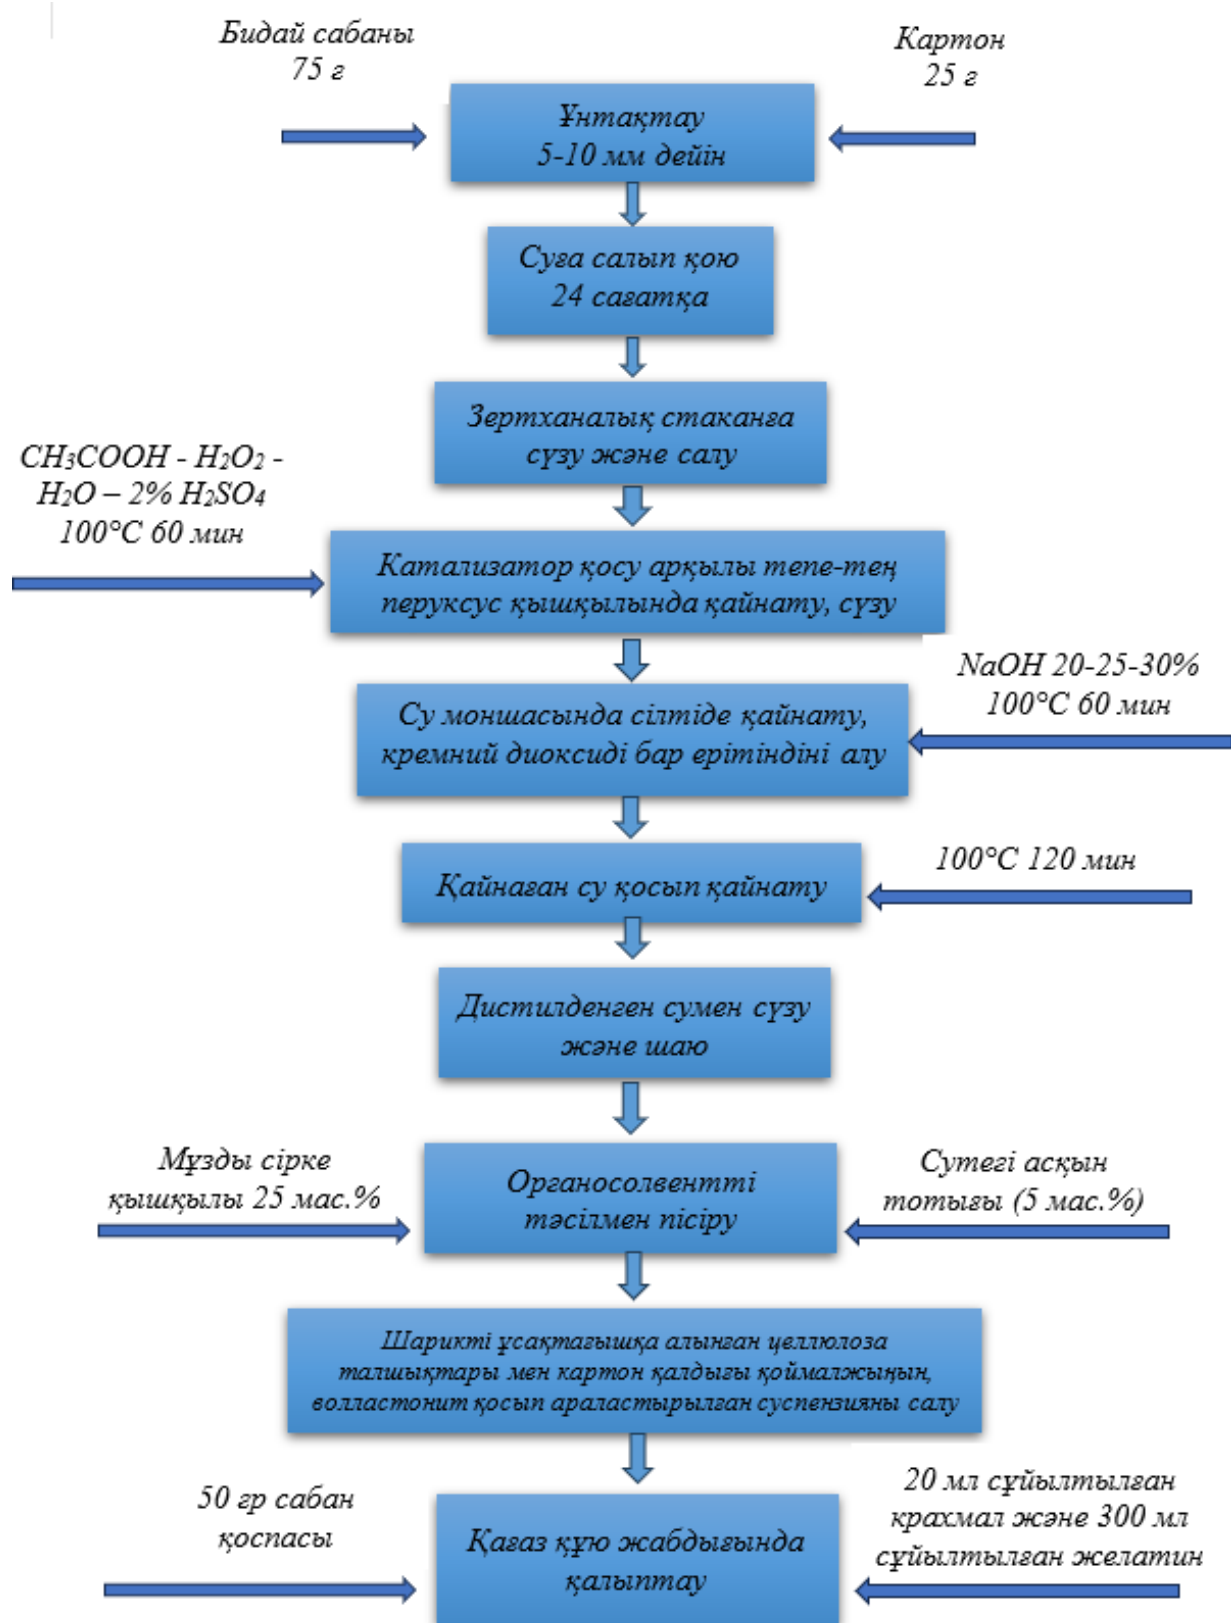 Бидай сабаны
75 г
Картон
25 г
Ұнтақтау
5-10 мм дейін
Суға салып қою
24 сағатқа
Зертханалық стаканға
сүзу және салу
CH₃COOH - H₂O₂ -
H₂O – 2% H₂SO₄
100°C 60 мин
Катализатор қосу арқылы тепе-тең
перуксус қышқылында қайнату, сүзу
NaOH 20-25-30%
100°C 60 мин
Су моншасында сілтіде қайнату,
кремний диоксиді бар ерітіндіні алу
100°C 120 мин
Қайнаған су қосып қайнату
Дистилденген сумен сүзу
және шаю
Мұзды сірке
қышқылы 25 мас.%
Органосолвентті
тәсілмен пісіру
Сутегі асқын
тотығы (5 мас.%)
Шарикті ұсақтағышқа алынған целлюлоза
талшықтары мен картон қалдығы қоймалжыңын,
волластонит қосып араластырылған суспензияны салу
50 гр сабан
қоспасы
Қағаз құю жабдығында
қалыптау
20 мл сұйылтылған
крахмал және 300 мл
сұйылтылған желатин